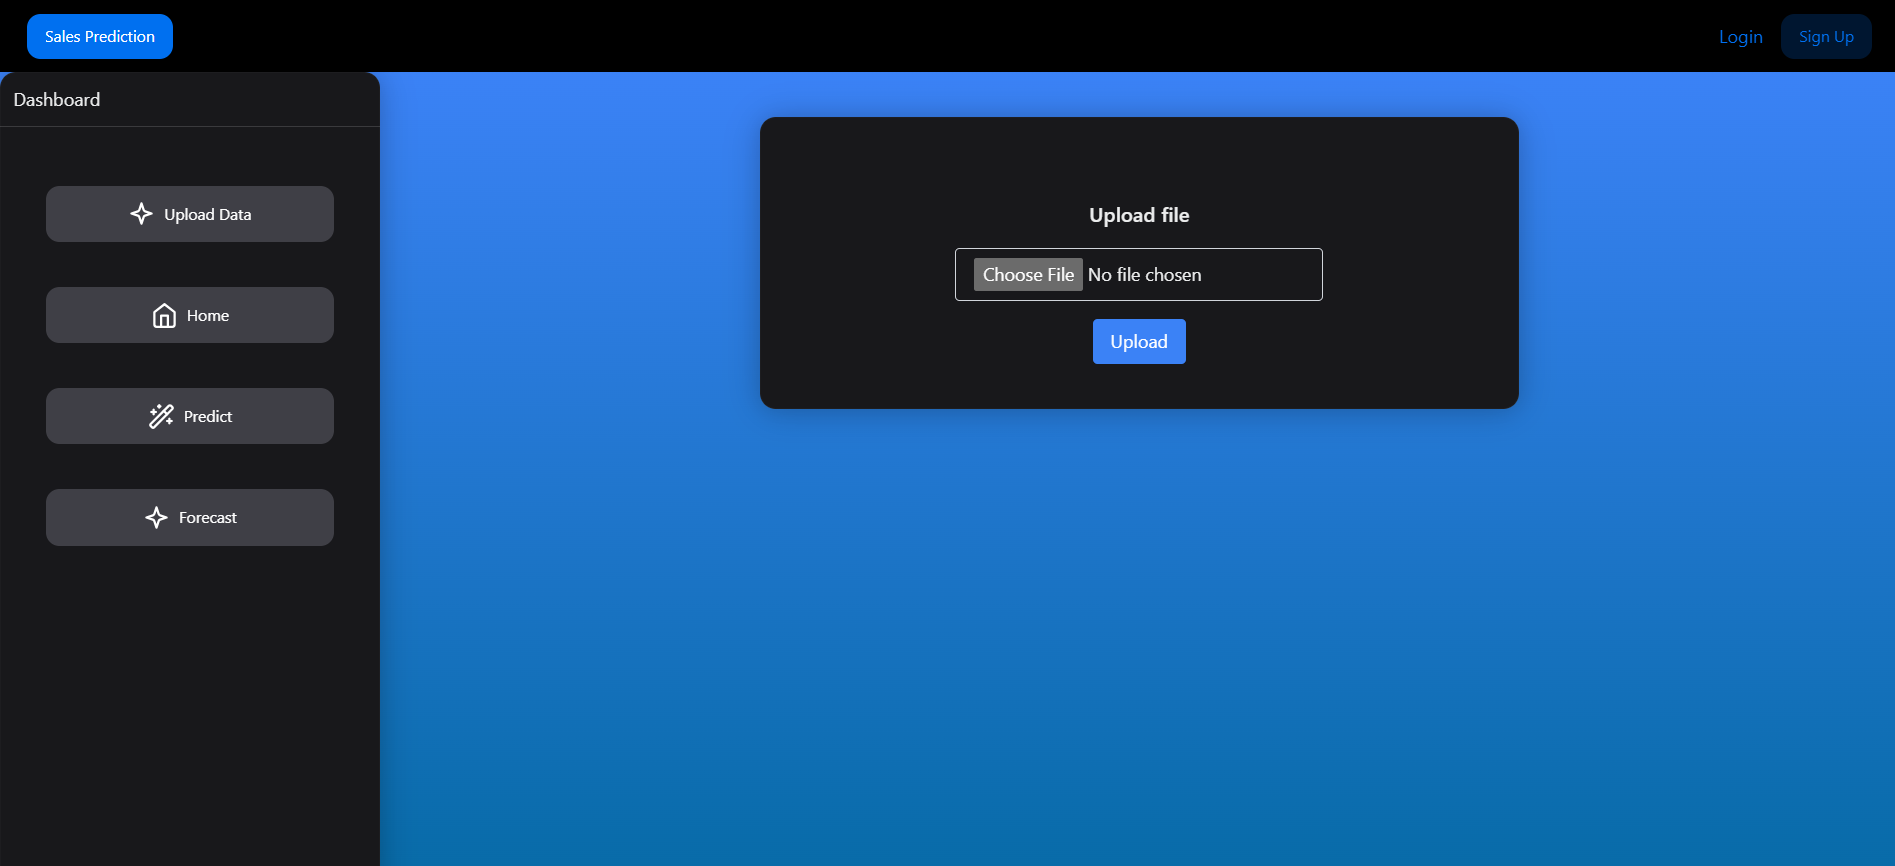 Sales Prediction
Login
Sign Up
Dashboard
Upload Data
Home
Predict
Forecast
Upload file
Choose File No file chosen
Upload